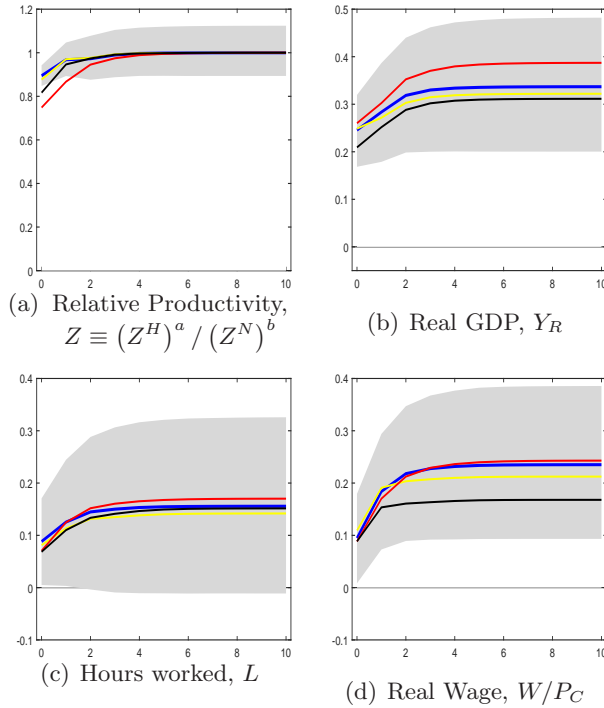 1.2
1
0.8
0.6
0.4
0.2
0
0 2 4 6 8 10
(a) Relative Productivity,
Z ≡ (Z^H)^a / (Z^N)^b
0.5
0.4
0.3
0.2
0.1
0
0 2 4 6 8 10
(b) Real GDP, Y_R
0.4
0.3
0.2
0.1
0
-0.1
0 2 4 6 8 10
(c) Hours worked, L
0.4
0.3
0.2
0.1
0
-0.1
0 2 4 6 8 10
(d) Real Wage, W/P_C